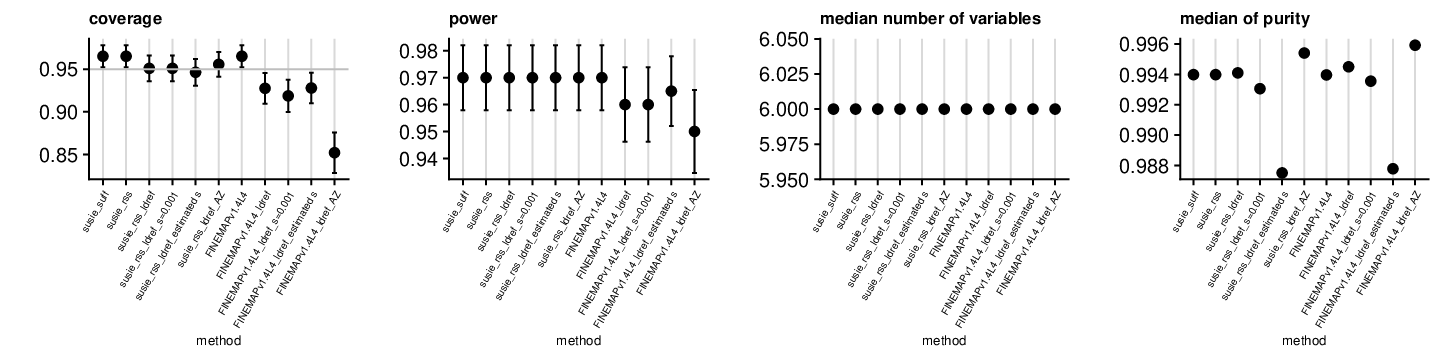 coverage
0.95
0.90
0.85
susie_suff
susie_rss
susie_rss_ldref
susie_rss_ldref_s=0.001
susie_rss_ldref_estimated.s
susie_rss_ldref_AZ
FINEMAPv1.4L4
FINEMAPv1.4L4_ldref
FINEMAPv1.4L4_ldref_s=0.001
FINEMAPv1.4L4_ldref_estimated.s
FINEMAPv1.4L4_ldref_AZ
method
power
0.98
0.97
0.96
0.95
0.94
susie_suff
susie_rss
susie_rss_ldref
susie_rss_ldref_s=0.001
susie_rss_ldref_estimated.s
susie_rss_ldref_AZ
FINEMAPv1.4L4
FINEMAPv1.4L4_ldref
FINEMAPv1.4L4_ldref_s=0.001
FINEMAPv1.4L4_ldref_estimated.s
FINEMAPv1.4L4_ldref_AZ
method
median number of variables
6.050
6.025
6.000
5.975
5.950
susie_suff
susie_rss
susie_rss_ldref
susie_rss_ldref_s=0.001
susie_rss_ldref_estimated.s
susie_rss_ldref_AZ
FINEMAPv1.4L4
FINEMAPv1.4L4_ldref
FINEMAPv1.4L4_ldref_s=0.001
FINEMAPv1.4L4_ldref_estimated.s
FINEMAPv1.4L4_ldref_AZ
method
median of purity
0.996
0.994
0.992
0.990
0.988
susie_suff
susie_rss
susie_rss_ldref
susie_rss_ldref_s=0.001
susie_rss_ldref_estimated.s
susie_rss_ldref_AZ
FINEMAPv1.4L4
FINEMAPv1.4L4_ldref
FINEMAPv1.4L4_ldref_s=0.001
FINEMAPv1.4L4_ldref_estimated.s
FINEMAPv1.4L4_ldref_AZ
method